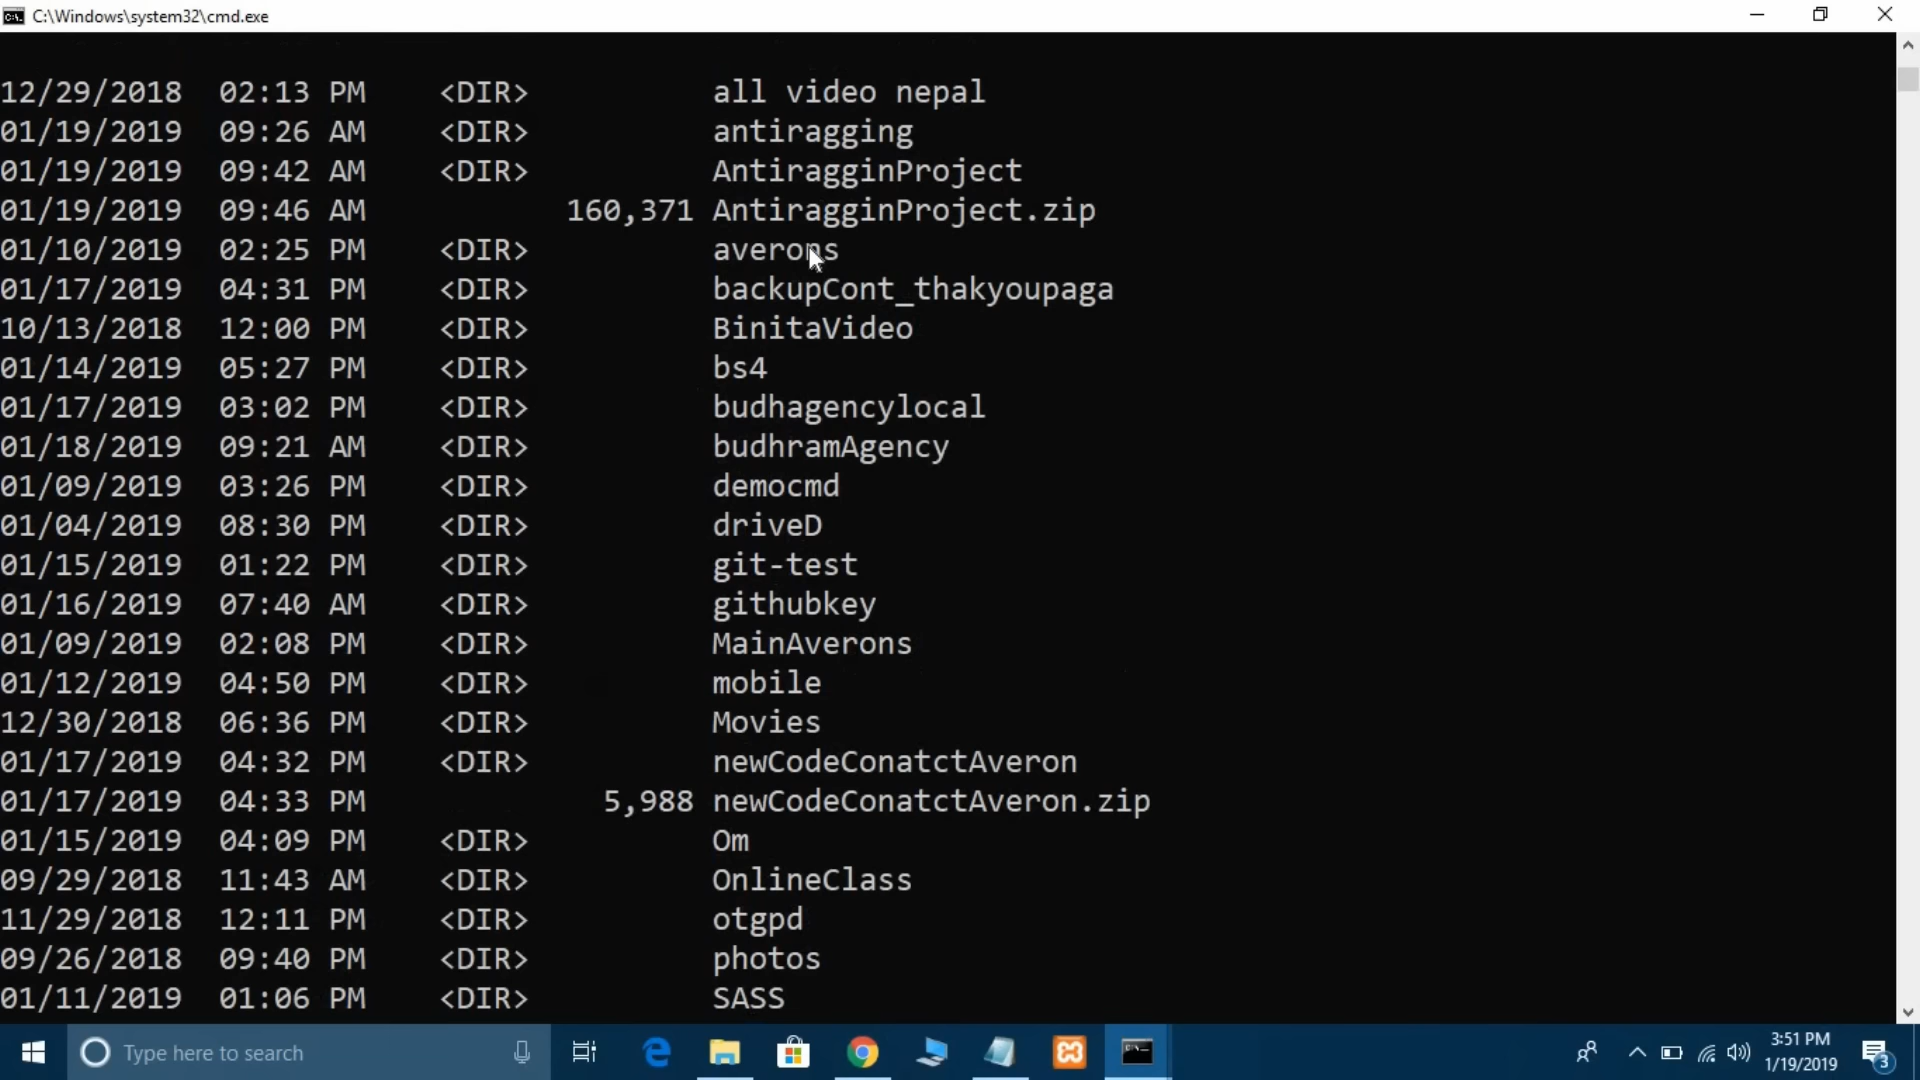 C:\Windows\system32\cmd.exe
12/29/2018 02:13 PM <DIR> all video nepal
01/19/2019 09:26 AM <DIR> antiragging
01/19/2019 09:42 AM <DIR> AntiragginProject
01/19/2019 09:46 AM 160,371 AntiragginProject.zip
01/10/2019 02:25 PM <DIR> averons
01/17/2019 04:31 PM <DIR> backupCont_thakyoupaga
10/13/2018 12:00 PM <DIR> BinitaVideo
01/14/2019 05:27 PM <DIR> bs4
01/17/2019 03:02 PM <DIR> budhagencylocal
01/18/2019 09:21 AM <DIR> budhramAgency
01/09/2019 03:26 PM <DIR> democmd
01/04/2019 08:30 PM <DIR> driveD
01/15/2019 01:22 PM <DIR> git-test
01/16/2019 07:40 AM <DIR> githubkey
01/09/2019 02:08 PM <DIR> MainAverons
01/12/2019 04:50 PM <DIR> mobile
12/30/2018 06:36 PM <DIR> Movies
01/17/2019 04:32 PM <DIR> newCodeConatctAveron
01/17/2019 04:33 PM 5,988 newCodeConatctAveron.zip
01/15/2019 04:09 PM <DIR> Om
09/29/2018 11:43 AM <DIR> OnlineClass
11/29/2018 12:11 PM <DIR> otgpd
09/26/2018 09:40 PM <DIR> photos
01/11/2019 01:06 PM <DIR> SASS
Type here to search
3:51 PM
1/19/2019
3